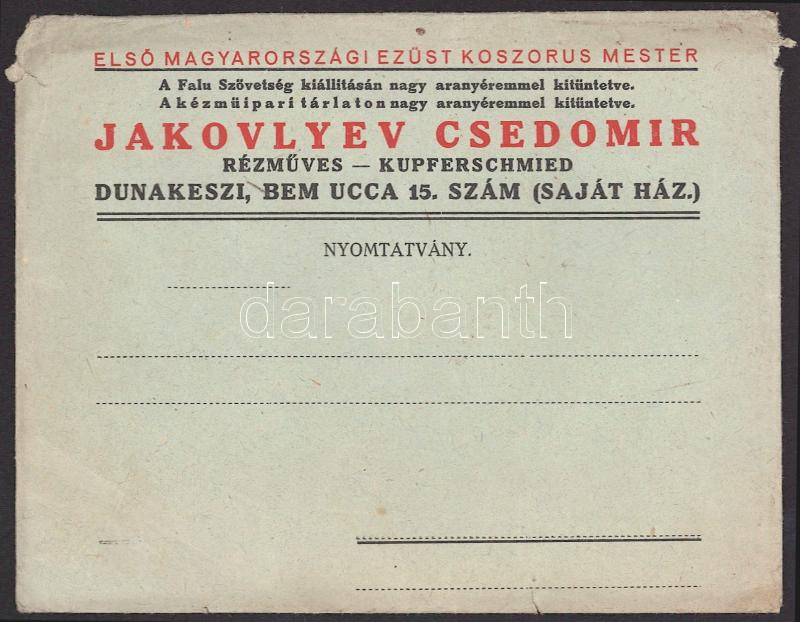 ELSŐ MAGYARORSZÁGI EZÜST KOSZORUS MESTER
A Falu Szövetség kiállitásán nagy aranyéremmel kitüntetve.
A kézműipari tárlaton nagy aranyéremmel kitüntetve.
JAKOVLYEV CSEDOMIR
RÉZMŰVES — KUPFERSCHMIED
DUNAKESZI, BEM UCCA 15. SZÁM (SAJÁT HÁZ.)
NYOMTATVÁNY.
darabanth